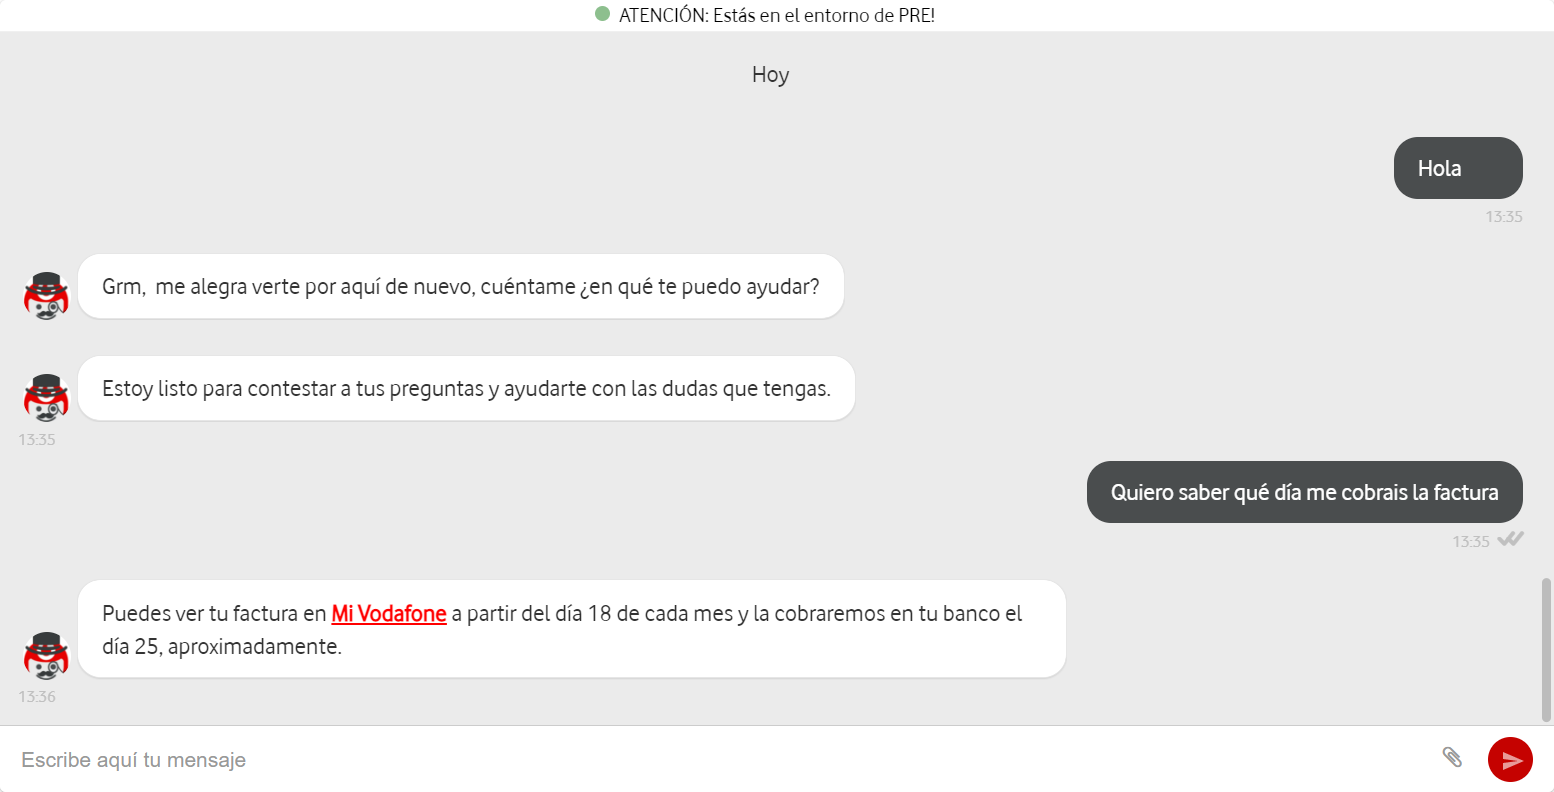 ATENCIÓN: Estás en el entorno de PRE!
Hoy
Hola
13:35
Grm,  me alegra verte por aquí de nuevo, cuéntame ¿en qué te puedo ayudar?
Estoy listo para contestar a tus preguntas y ayudarte con las dudas que tengas.
13:35
Quiero saber qué día me cobrais la factura
13:35
Puedes ver tu factura en Mi Vodafone a partir del día 18 de cada mes y la cobraremos en tu banco el
día 25, aproximadamente.
13:36
Escribe aquí tu mensaje